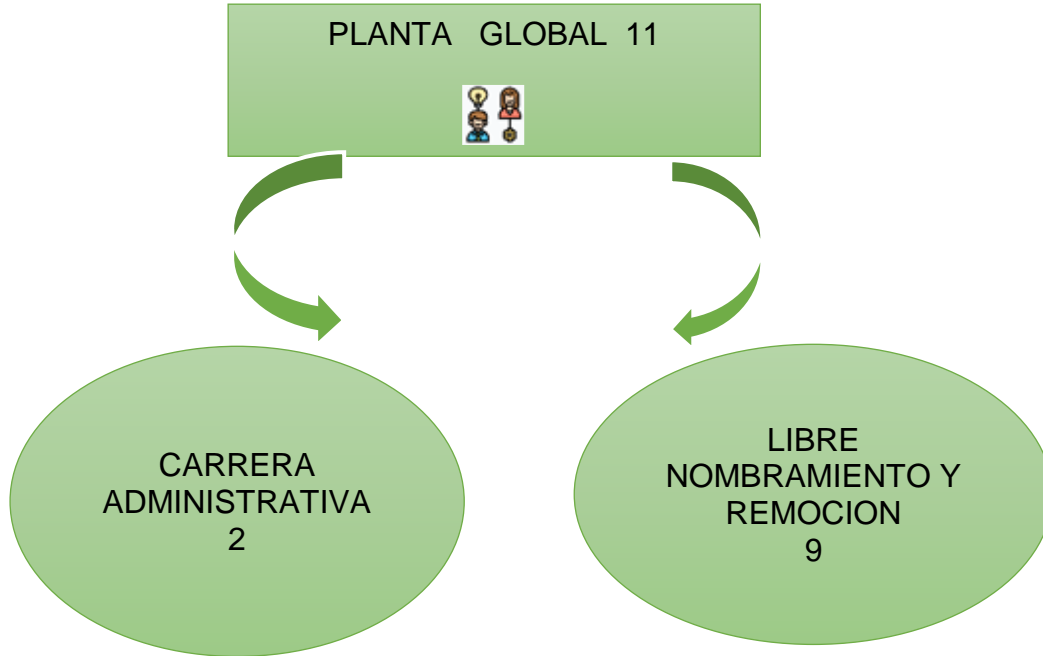 PLANTA GLOBAL 11
CARRERA
ADMINISTRATIVA
2
LIBRE
NOMBRAMIENTO Y
REMOCION
9